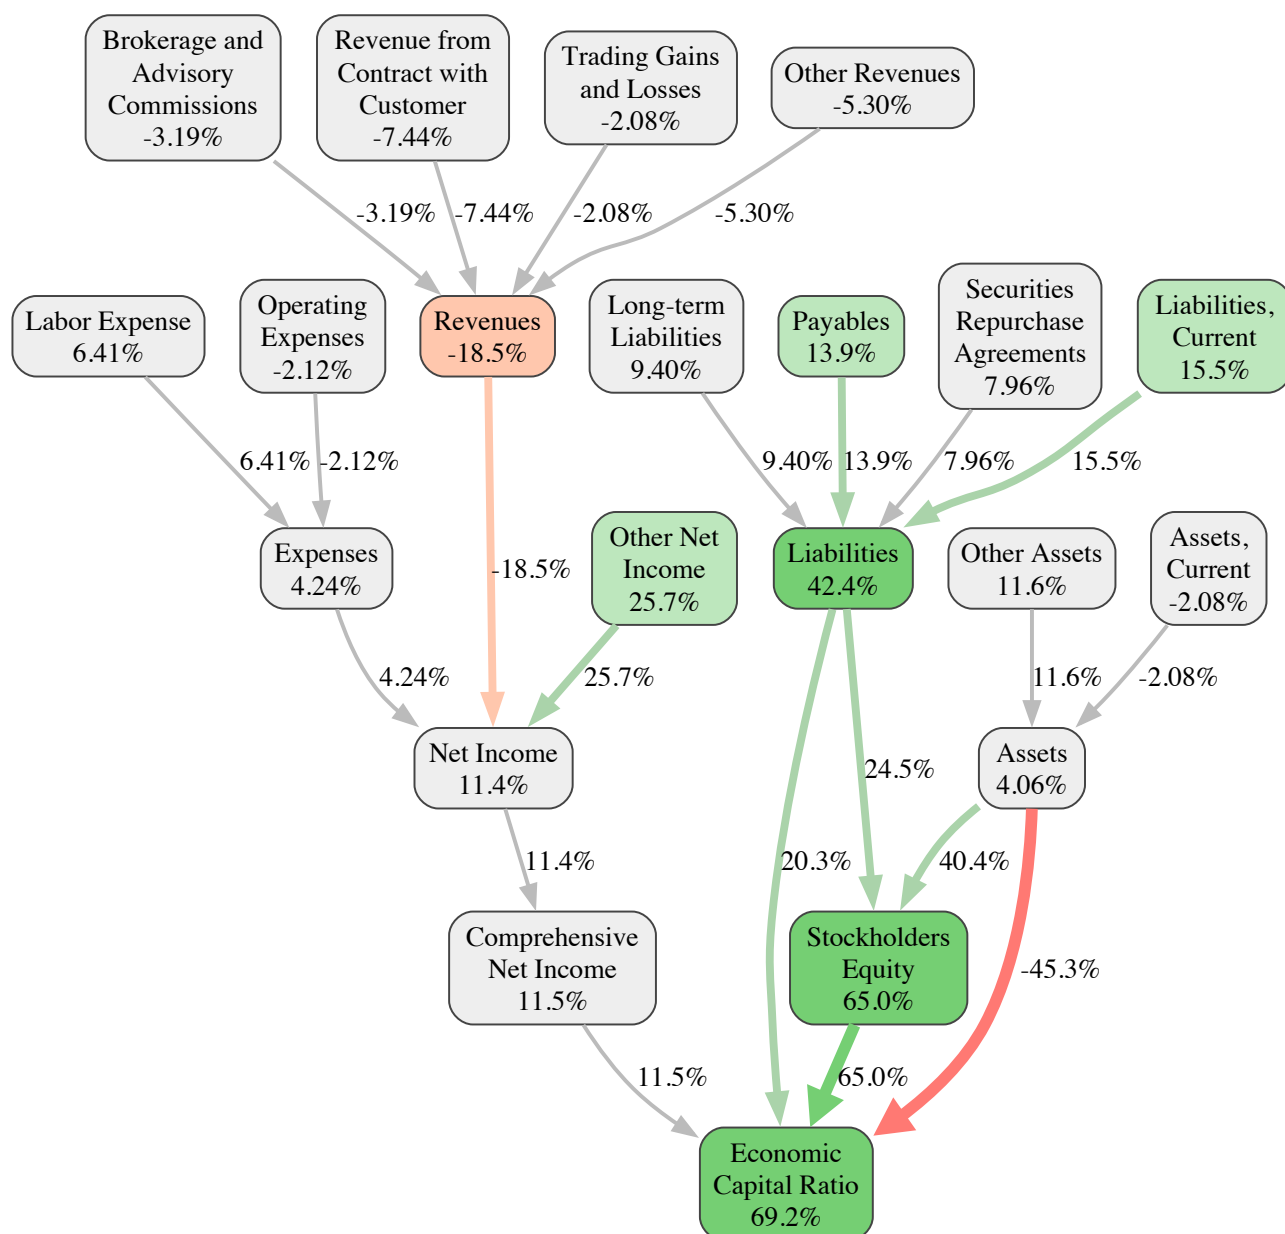 Brokerage and
Advisory
Commissions
-3.19%
Revenue from
Contract with
Customer
-7.44%
Trading Gains
and Losses
-2.08%
Other Revenues
-5.30%
-3.19%
-7.44%
-2.08%
-5.30%
Labor Expense
6.41%
Operating
Expenses
-2.12%
Revenues
-18.5%
Long-term
Liabilities
9.40%
Payables
13.9%
Securities
Repurchase
Agreements
7.96%
Liabilities,
Current
15.5%
6.41%
-2.12%
9.40%
13.9%
7.96%
15.5%
Expenses
4.24%
-18.5%
Other Net
Income
25.7%
Liabilities
42.4%
Other Assets
11.6%
Assets,
Current
-2.08%
4.24%
25.7%
11.6%
-2.08%
Net Income
11.4%
24.5%
Assets
4.06%
11.4%
20.3%
40.4%
Comprehensive
Net Income
11.5%
Stockholders
Equity
65.0%
-45.3%
11.5%
65.0%
Economic
Capital Ratio
69.2%